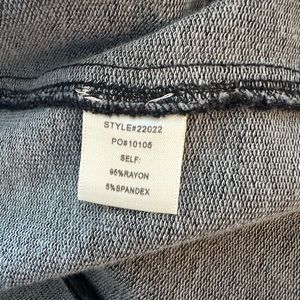 STYLE#22022
PO#10105
SELF:
95%RAYON
5%SPANDEX